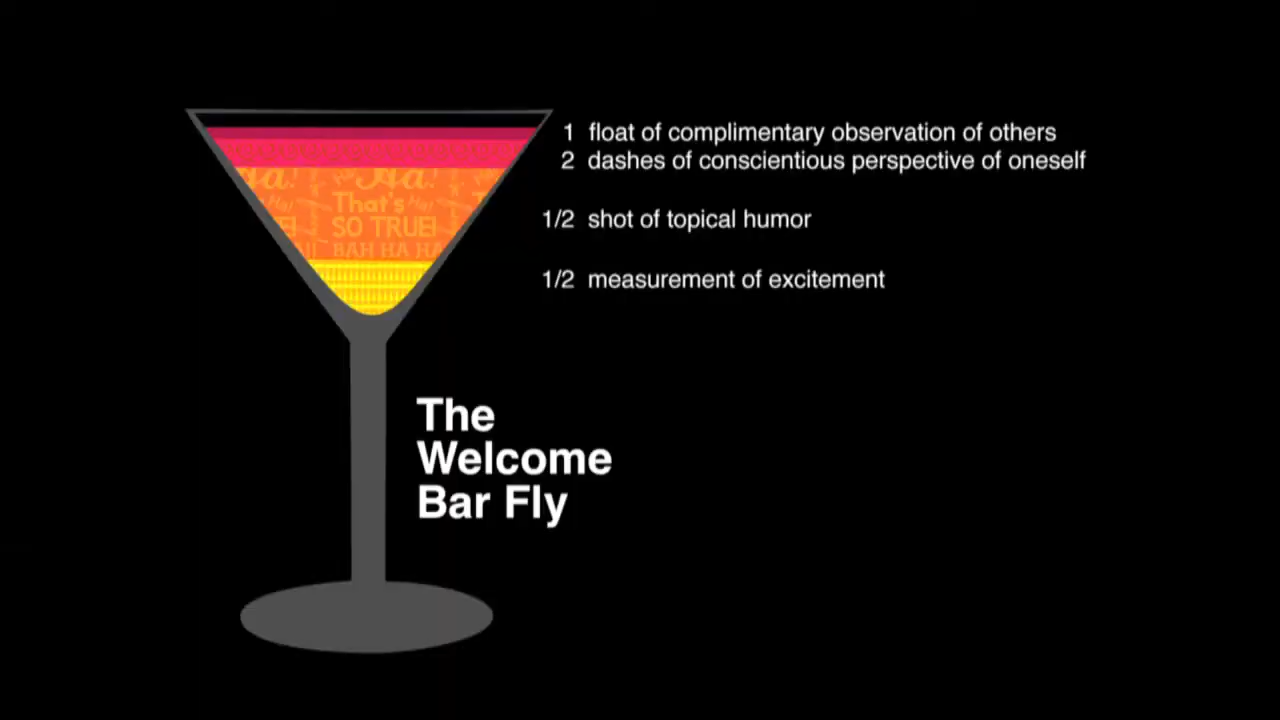 1 float of complimentary observation of others
2 dashes of conscientious perspective of oneself
1/2 shot of topical humor
1/2 measurement of excitement
Ha!
That's
SO TRUE!
BAH HA HA
The
Welcome
Bar Fly